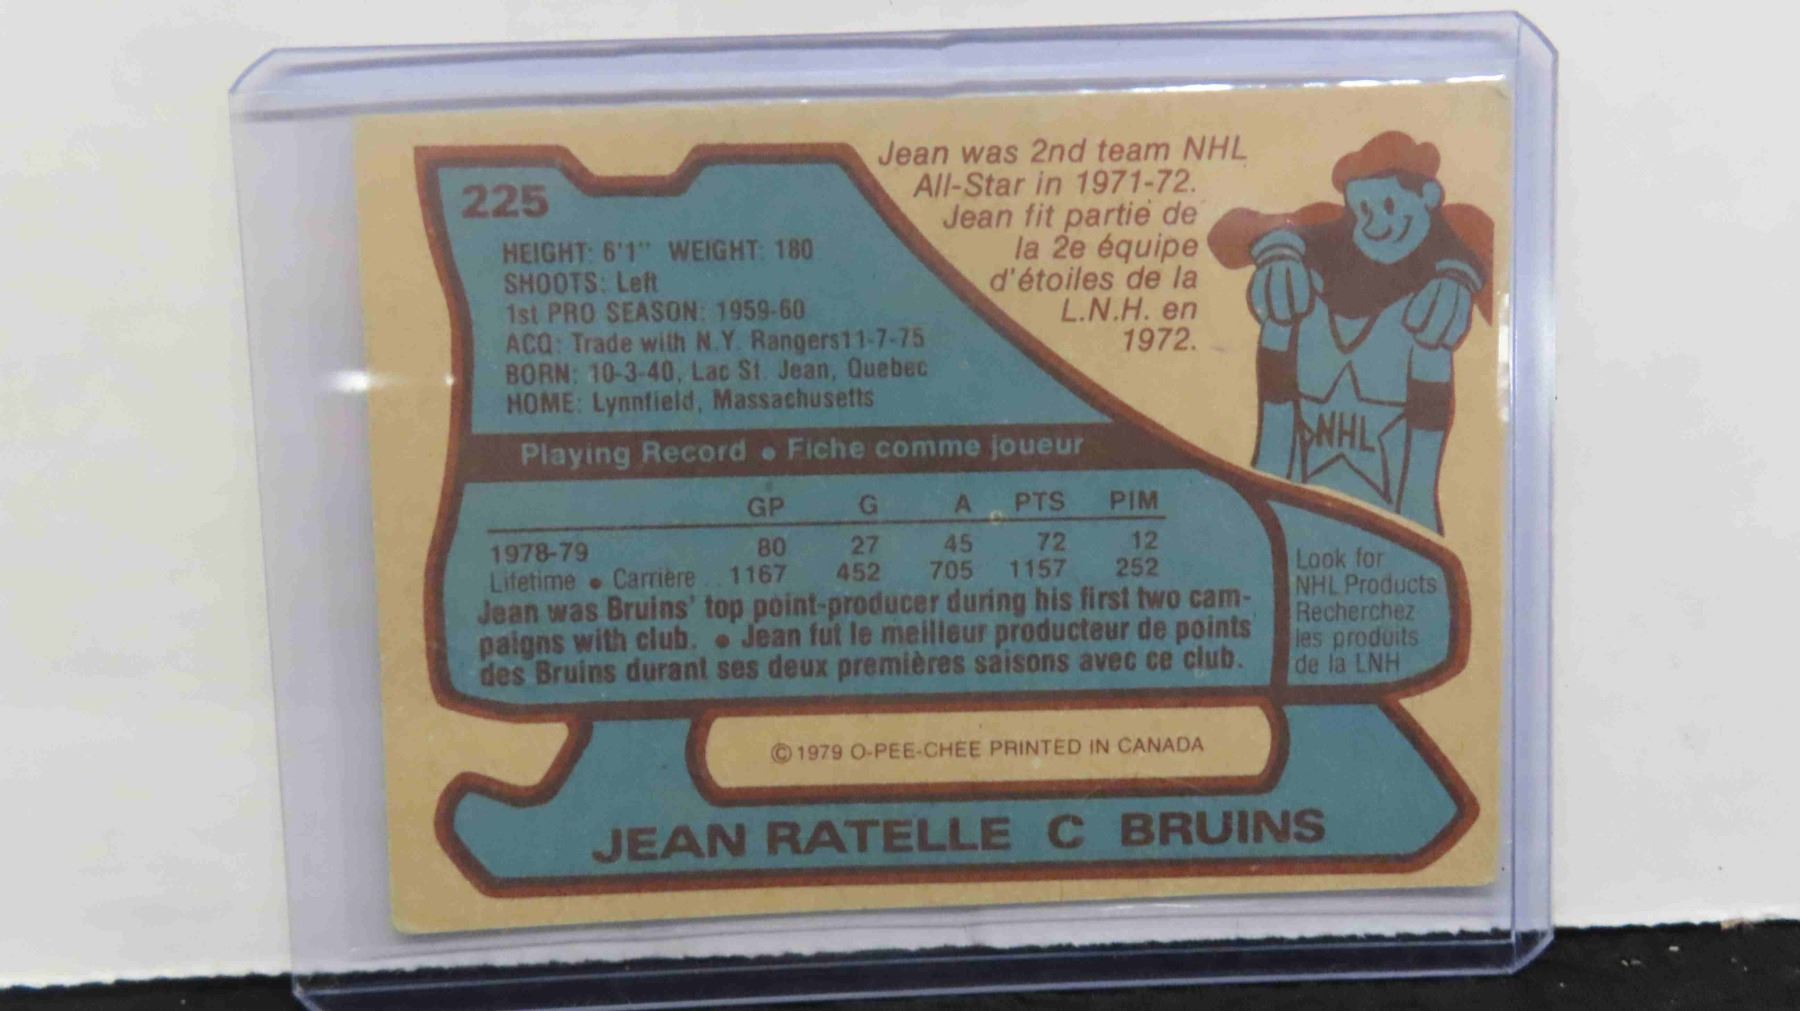 225
HEIGHT: 6'1" WEIGHT: 180
SHOOTS: Left
1st PRO SEASON: 1959-60
ACQ: Trade with N.Y. Rangers11-7-75
BORN: 10-3-40, Lac St. Jean, Quebec
HOME: Lynnfield, Massachusetts
Jean was 2nd team NHL
All-Star in 1971-72.
Jean fit partie de
la 2e équipe
d'étoiles de la
L.N.H. en
1972.
NHL
Playing Record • Fiche comme joueur
GP G A PTS PIM
1978-79 80 27 45 72 12
Lifetime • Carrière .. 1167 452 705 1157 252
Jean was Bruins' top point-producer during his first two cam-
paigns with club. • Jean fut le meilleur producteur de points
des Bruins durant ses deux premières saisons avec ce club.
Look for
NHL Products
Recherchez
les produits
de la LNH
© 1979 O-PEE-CHEE PRINTED IN CANADA
JEAN RATELLE C BRUINS